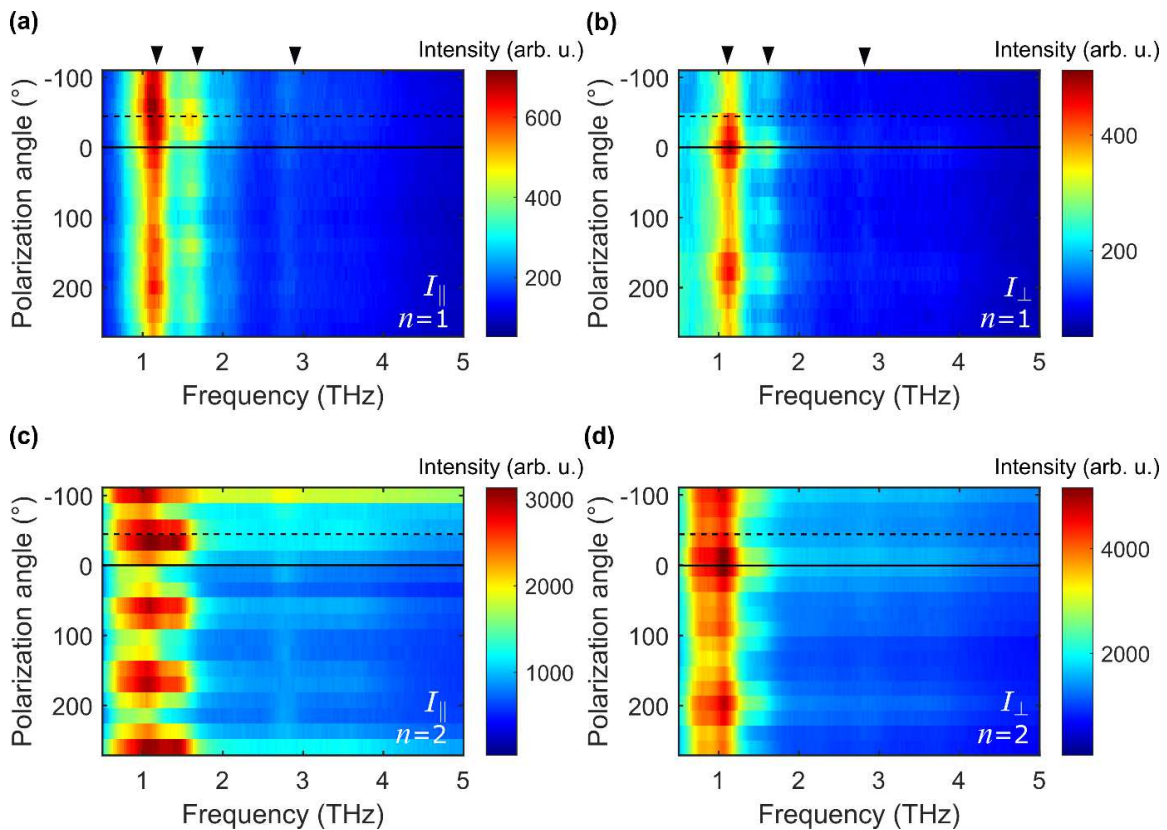 (a)
Intensity (arb. u.)
Polarization angle (°)
-100
0
100
200
1
2
3
4
5
Frequency (THz)
I∥
n=1
600
400
200
(b)
Intensity (arb. u.)
Polarization angle (°)
-100
0
100
200
1
2
3
4
5
Frequency (THz)
I⊥
n=1
400
200
(c)
Intensity (arb. u.)
Polarization angle (°)
-100
0
100
200
1
2
3
4
5
Frequency (THz)
I∥
n=2
3000
2000
1000
(d)
Intensity (arb. u.)
Polarization angle (°)
-100
0
100
200
1
2
3
4
5
Frequency (THz)
I⊥
n=2
4000
2000